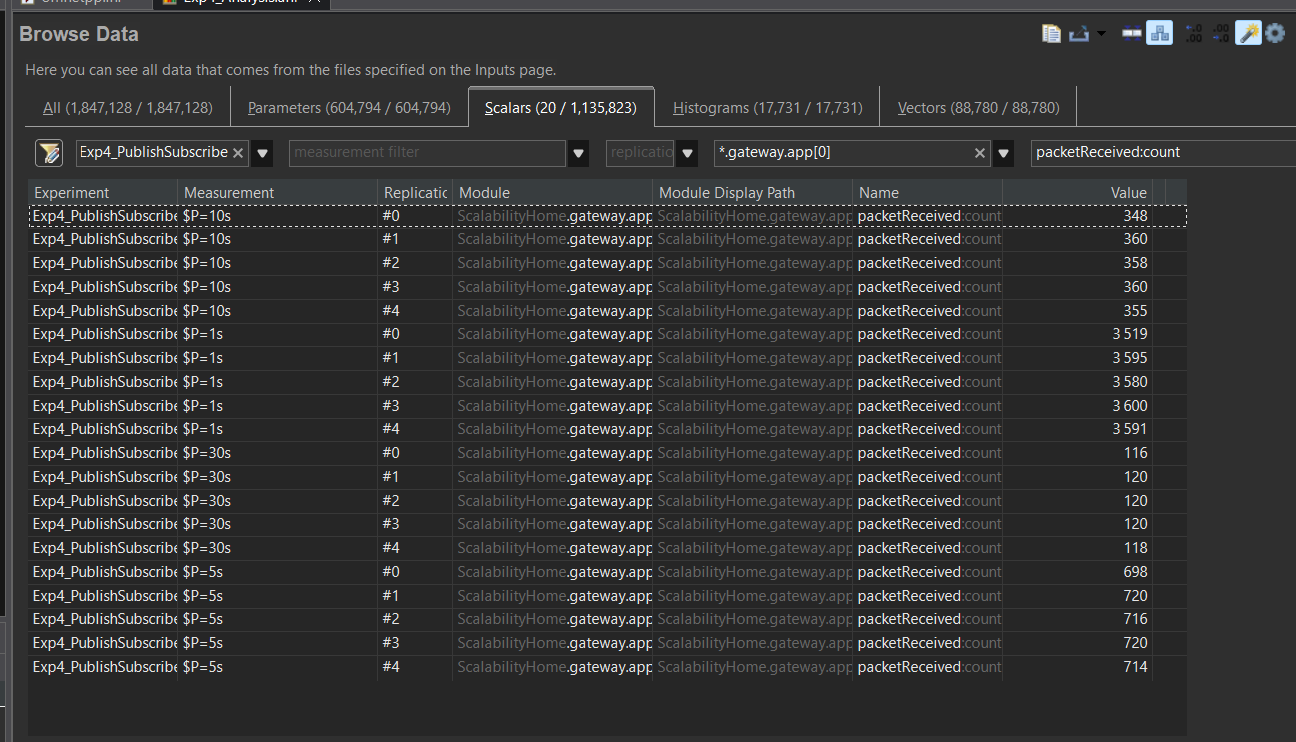 Browse Data
Here you can see all data that comes from the files specified on the Inputs page.
All (1,847,128 / 1,847,128) Parameters (604,794 / 604,794) Scalars (20 / 1,135,823) Histograms (17,731 / 17,731) Vectors (88,780 / 88,780)
Exp4_PublishSubscribe measurement filter replicatio *.gateway.app[0] packetReceived:count
Experiment Measurement Replicatic Module Module Display Path Name Value
Exp4_PublishSubscribe $P=10s #0 ScalabilityHome.gateway.app ScalabilityHome.gateway.app packetReceived:count 348
Exp4_PublishSubscribe $P=10s #1 ScalabilityHome.gateway.app ScalabilityHome.gateway.app packetReceived:count 360
Exp4_PublishSubscribe $P=10s #2 ScalabilityHome.gateway.app ScalabilityHome.gateway.app packetReceived:count 358
Exp4_PublishSubscribe $P=10s #3 ScalabilityHome.gateway.app ScalabilityHome.gateway.app packetReceived:count 360
Exp4_PublishSubscribe $P=10s #4 ScalabilityHome.gateway.app ScalabilityHome.gateway.app packetReceived:count 355
Exp4_PublishSubscribe $P=1s #0 ScalabilityHome.gateway.app ScalabilityHome.gateway.app packetReceived:count 3 519
Exp4_PublishSubscribe $P=1s #1 ScalabilityHome.gateway.app ScalabilityHome.gateway.app packetReceived:count 3 595
Exp4_PublishSubscribe $P=1s #2 ScalabilityHome.gateway.app ScalabilityHome.gateway.app packetReceived:count 3 580
Exp4_PublishSubscribe $P=1s #3 ScalabilityHome.gateway.app ScalabilityHome.gateway.app packetReceived:count 3 600
Exp4_PublishSubscribe $P=1s #4 ScalabilityHome.gateway.app ScalabilityHome.gateway.app packetReceived:count 3 591
Exp4_PublishSubscribe $P=30s #0 ScalabilityHome.gateway.app ScalabilityHome.gateway.app packetReceived:count 116
Exp4_PublishSubscribe $P=30s #1 ScalabilityHome.gateway.app ScalabilityHome.gateway.app packetReceived:count 120
Exp4_PublishSubscribe $P=30s #2 ScalabilityHome.gateway.app ScalabilityHome.gateway.app packetReceived:count 120
Exp4_PublishSubscribe $P=30s #3 ScalabilityHome.gateway.app ScalabilityHome.gateway.app packetReceived:count 120
Exp4_PublishSubscribe $P=30s #4 ScalabilityHome.gateway.app ScalabilityHome.gateway.app packetReceived:count 118
Exp4_PublishSubscribe $P=5s #0 ScalabilityHome.gateway.app ScalabilityHome.gateway.app packetReceived:count 698
Exp4_PublishSubscribe $P=5s #1 ScalabilityHome.gateway.app ScalabilityHome.gateway.app packetReceived:count 720
Exp4_PublishSubscribe $P=5s #2 ScalabilityHome.gateway.app ScalabilityHome.gateway.app packetReceived:count 716
Exp4_PublishSubscribe $P=5s #3 ScalabilityHome.gateway.app ScalabilityHome.gateway.app packetReceived:count 720
Exp4_PublishSubscribe $P=5s #4 ScalabilityHome.gateway.app ScalabilityHome.gateway.app packetReceived:count 714